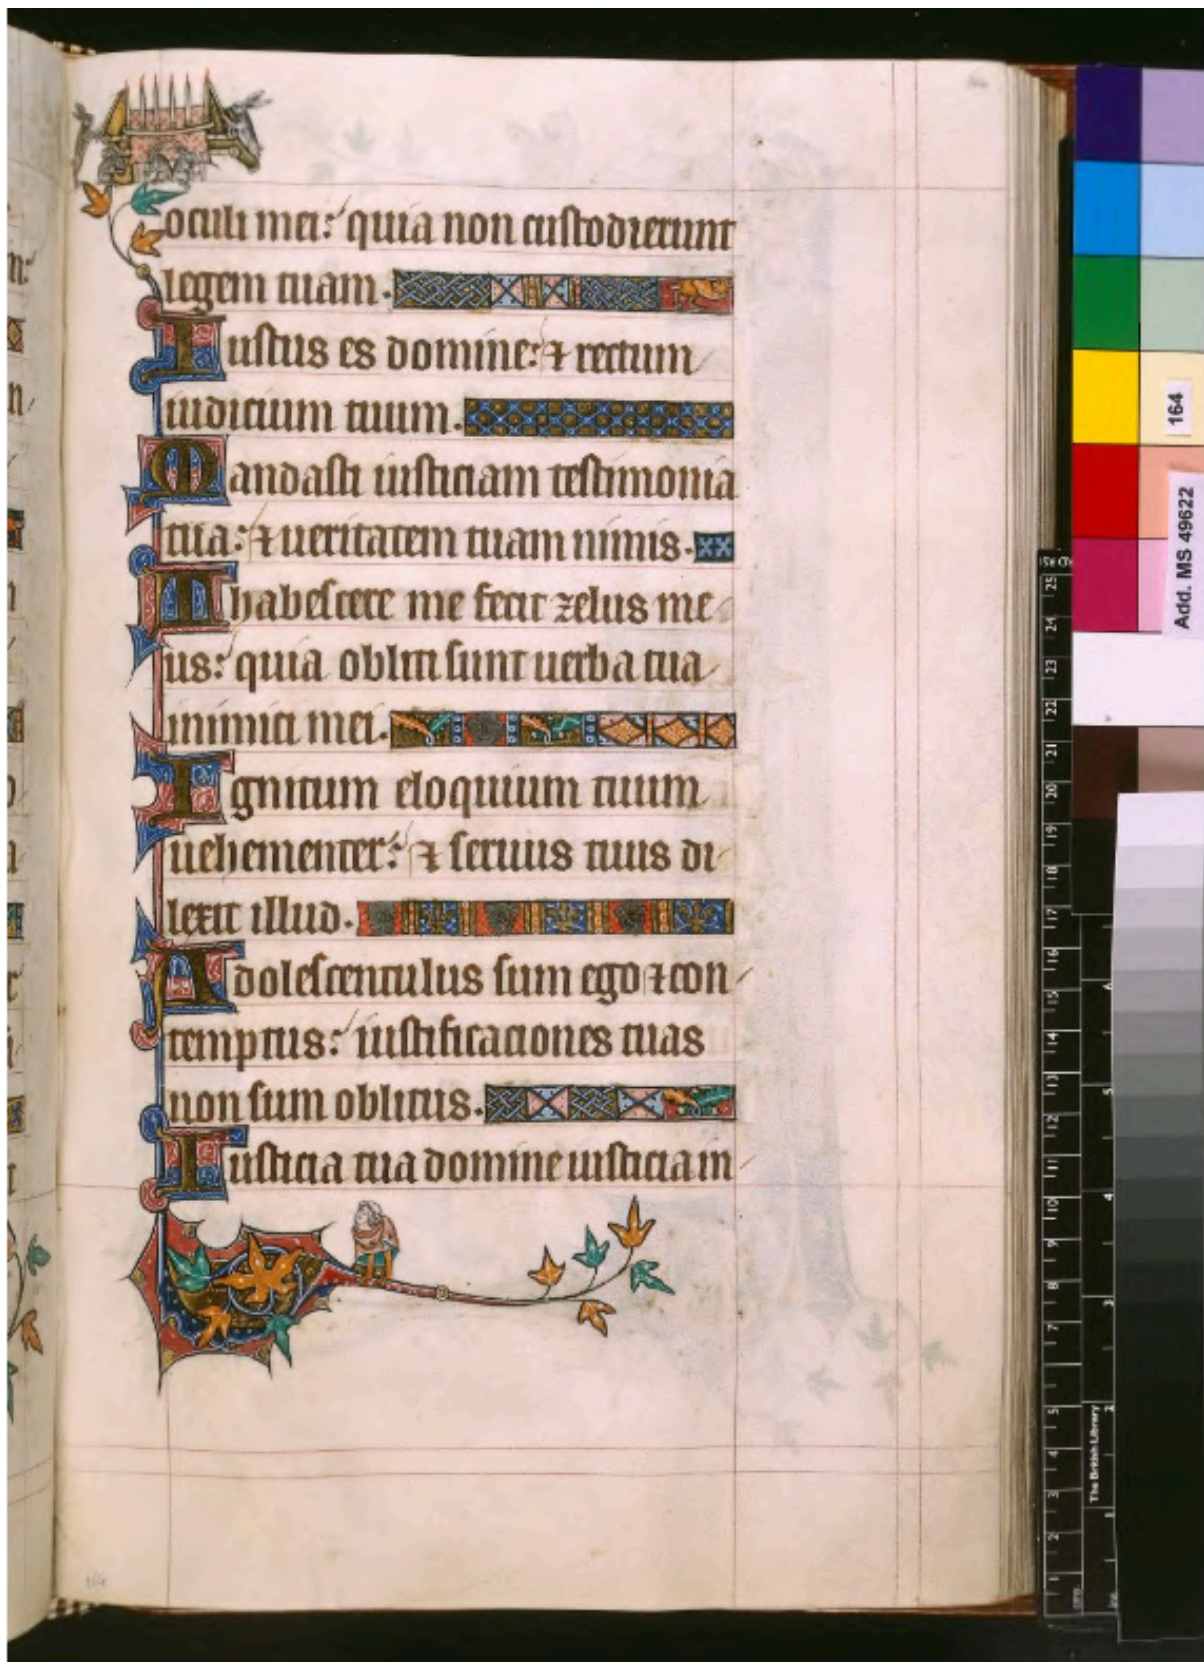 oculi mei: quia non custodierunt
legem tuam.
Iustus es domine: & rectum
iudicium tuum.
Mandasti iusticiam testimonia
tua: & ueritatem tuam nimis.
Thabescere me fecit zelus me
us: quia obliti sunt uerba tua
inimici mei.
Ignitum eloquium tuum
uehementer: & seruus tuus di
lexit illud.
Adolescentulus sum ego & con
temptus: iustificaciones tuas
non sum oblitus.
Iusticia tua domine iusticia in
164
Add. MS 49622
The British Library